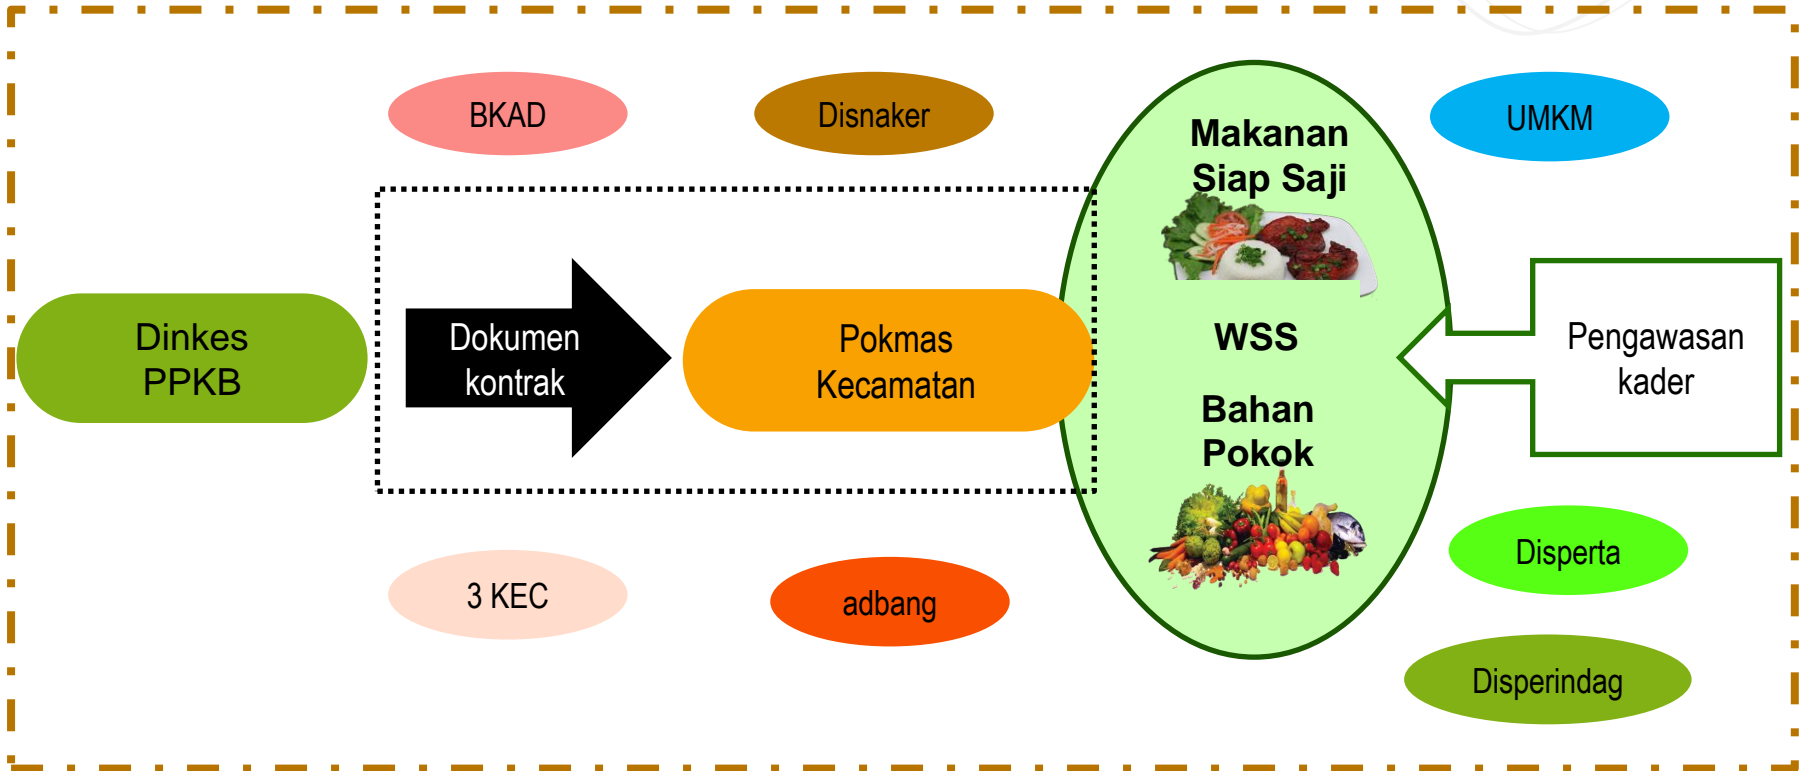 BKAD
Disnaker
Makanan
Siap Saji
UMKM
Dinkes
PPKB
Dokumen
kontrak
Pokmas
Kecamatan
WSS
Bahan
Pokok
Pengawasan
kader
3 KEC
adbang
Disperta
Disperindag